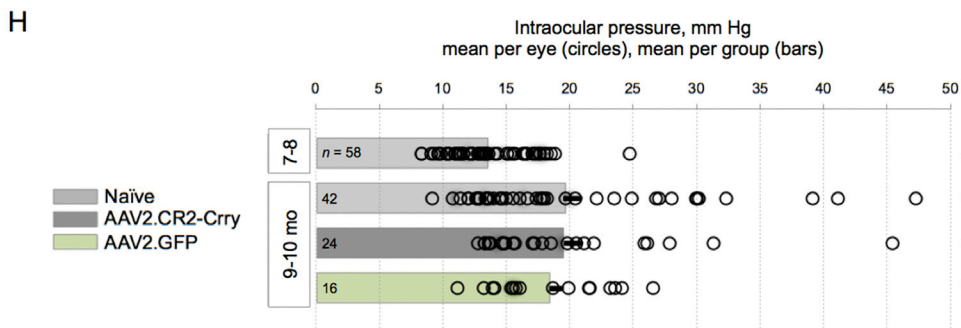 H
Intraocular pressure, mm Hg
mean per eye (circles), mean per group (bars)
0 5 10 15 20 25 30 35 40 45 50
7-8
n = 58
9-10 mo
42
24
16
Naïve
AAV2.CR2-Crry
AAV2.GFP